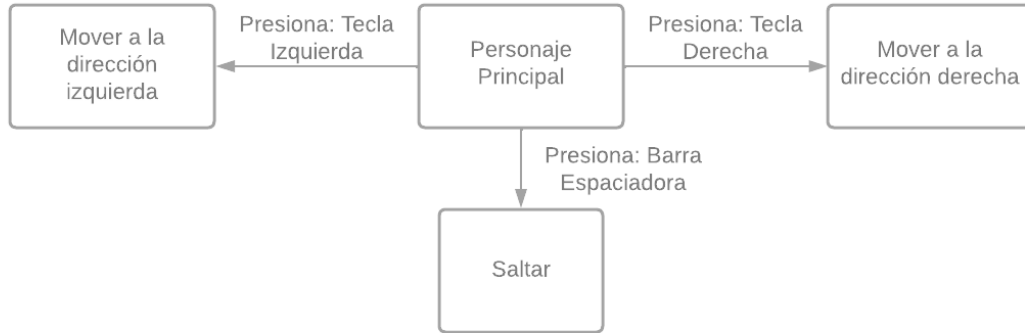 Mover a la
dirección
izquierda
Presiona: Tecla
Izquierda
Personaje
Principal
Presiona: Tecla
Derecha
Mover a la
dirección derecha
Presiona: Barra
Espaciadora
Saltar